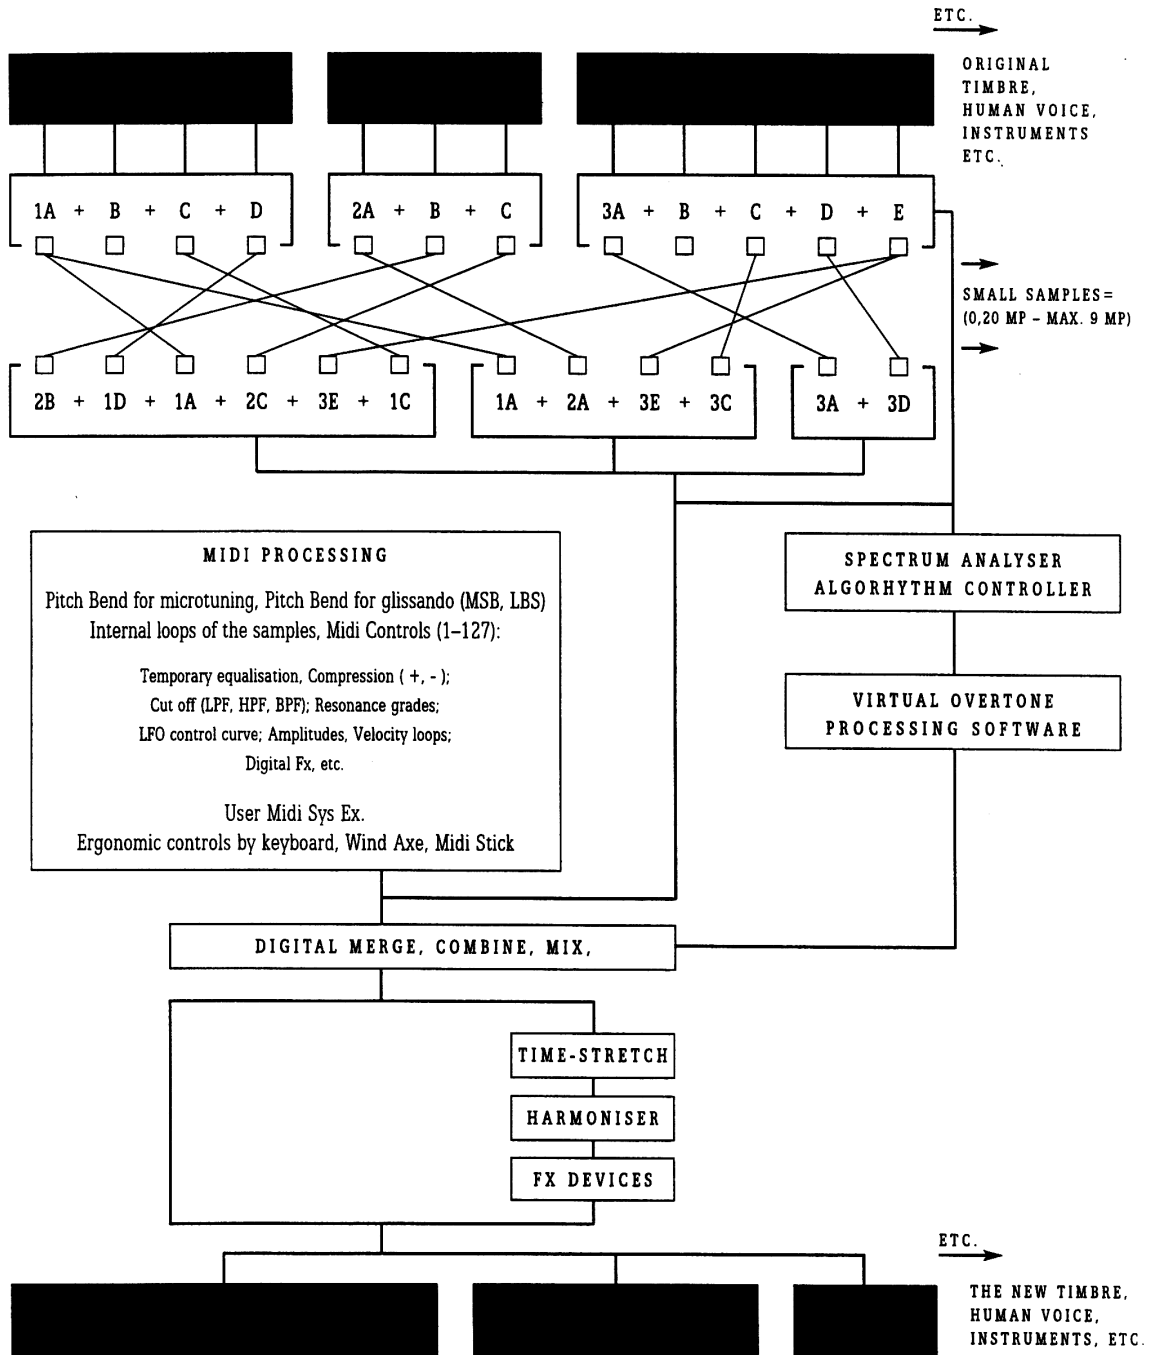 ETC.
ORIGINAL
TIMBRE,
HUMAN VOICE,
INSTRUMENTS
ETC.
1A + B + C + D
2A + B + C
3A + B + C + D + E
SMALL SAMPLES=
(0,20 MP – MAX. 9 MP)
2B + 1D + 1A + 2C + 3E + 1C
1A + 2A + 3E + 3C
3A + 3D
MIDI PROCESSING
Pitch Bend for microtuning, Pitch Bend for glissando (MSB, LBS)
Internal loops of the samples, Midi Controls (1–127):
Temporary equalisation, Compression ( +, - );
Cut off (LPF, HPF, BPF); Resonance grades;
LFO control curve; Amplitudes, Velocity loops;
Digital Fx, etc.
User Midi Sys Ex.
Ergonomic controls by keyboard, Wind Axe, Midi Stick
SPECTRUM ANALYSER
ALGORHYTHM CONTROLLER
VIRTUAL OVERTONE
PROCESSING SOFTWARE
DIGITAL MERGE, COMBINE, MIX,
TIME-STRETCH
HARMONISER
FX DEVICES
ETC.
THE NEW TIMBRE,
HUMAN VOICE,
INSTRUMENTS, ETC.